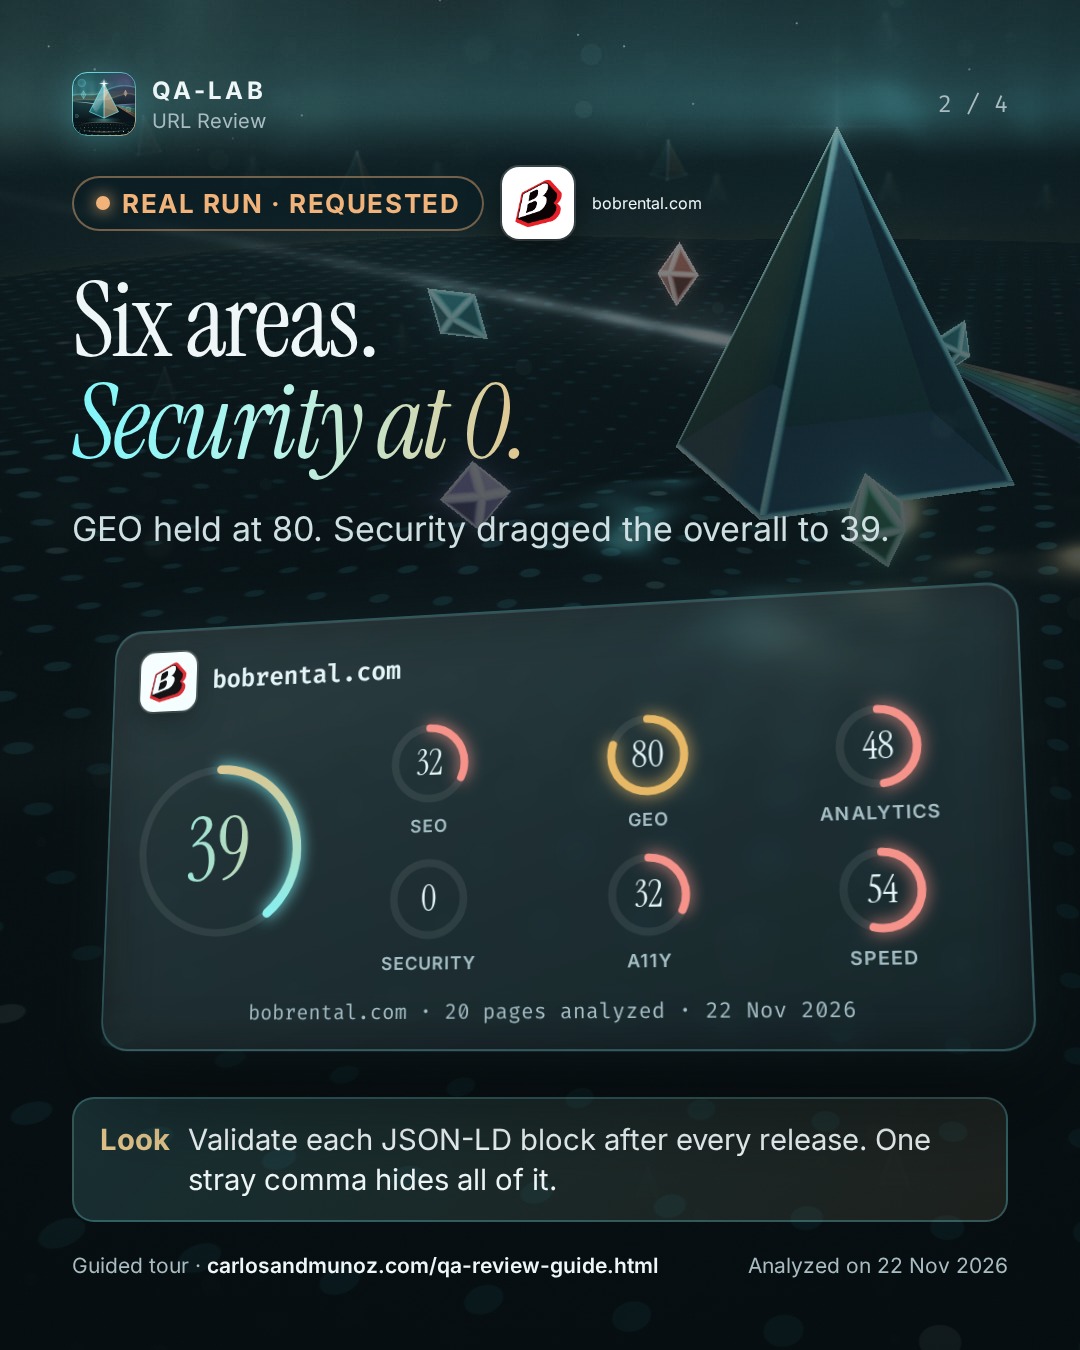 QA-LAB
URL Review
2 / 4
REAL RUN · REQUESTED
B
bobrental.com
Six areas.
Security at 0.
GEO held at 80. Security dragged the overall to 39.
B
bobrental.com
39
32
SEO
80
GEO
48
ANALYTICS
0
SECURITY
32
A11Y
54
SPEED
bobrental.com · 20 pages analyzed · 22 Nov 2026
Look Validate each JSON-LD block after every release. One
stray comma hides all of it.
Guided tour · carlosandmunoz.com/qa-review-guide.html
Analyzed on 22 Nov 2026